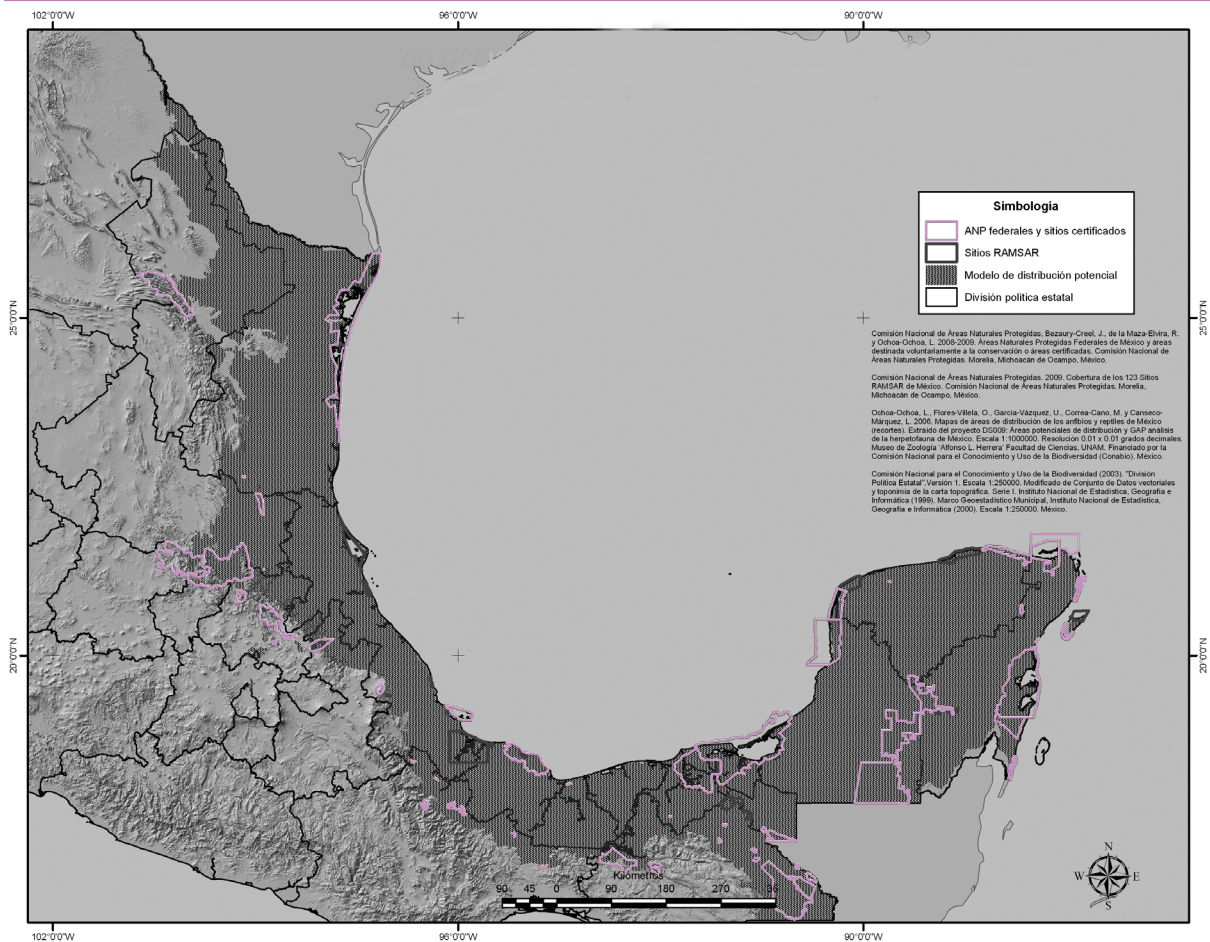 102°0'0"W 96°0'0"W 90°0'0"W
Simbología
ANP federales y sitios certificados
Sitios RAMSAR
Modelo de distribución potencial
División política estatal
25°0'0"N 25°0'0"N
Comisión Nacional de Áreas Naturales Protegidas. Bezaury-Creel, J., de la Maza-Elvira, R.
y Ochoa-Ochoa, L. 2008-2009. Áreas Naturales Protegidas Federales de México y áreas
destinada voluntariamente a la conservación o áreas certificadas. Comisión Nacional de
Áreas Naturales Protegidas. Morelia, Michoacán de Ocampo, México.
Comisión Nacional de Áreas Naturales Protegidas. 2009. Cobertura de los 123 Sitios
RAMSAR de México. Comisión Nacional de Áreas Naturales Protegidas. Morelia,
Michoacán de Ocampo, México.
Ochoa-Ochoa, L., Flores-Villela, O., García-Vázquez, U., Correa-Cano, M. y Canseco-
Márquez, L. 2006. Mapas de áreas de distribución de los anfibios y reptiles de México
(recortes). Extraído del proyecto DS009: Áreas potenciales de distribución y GAP análisis
de la herpetofauna de México. Escala 1:1000000. Resolución 0.01 x 0.01 grados decimales.
Museo de Zoología 'Alfonso L. Herrera' Facultad de Ciencias, UNAM. Financiado por la
Comisión Nacional para el Conocimiento y Uso de la Biodiversidad (Conabio). México.
Comisión Nacional para el Conocimiento y Uso de la Biodiversidad (2003). "División
Política Estatal".Versión 1. Escala 1:250000. Modificado de Conjunto de Datos vectoriales
y toponimia de la carta topográfica. Serie I. Instituto Nacional de Estadística, Geografía e
Informática (1999). Marco Geoestadístico Municipal, Instituto Nacional de Estadística,
Geografía e Informática (2000). Escala 1:250000. México.
20°0'0"N 20°0'0"N
N
W E
S
Kilómetros
90 45 0 90 180 270 36
102°0'0"W 96°0'0"W 90°0'0"W